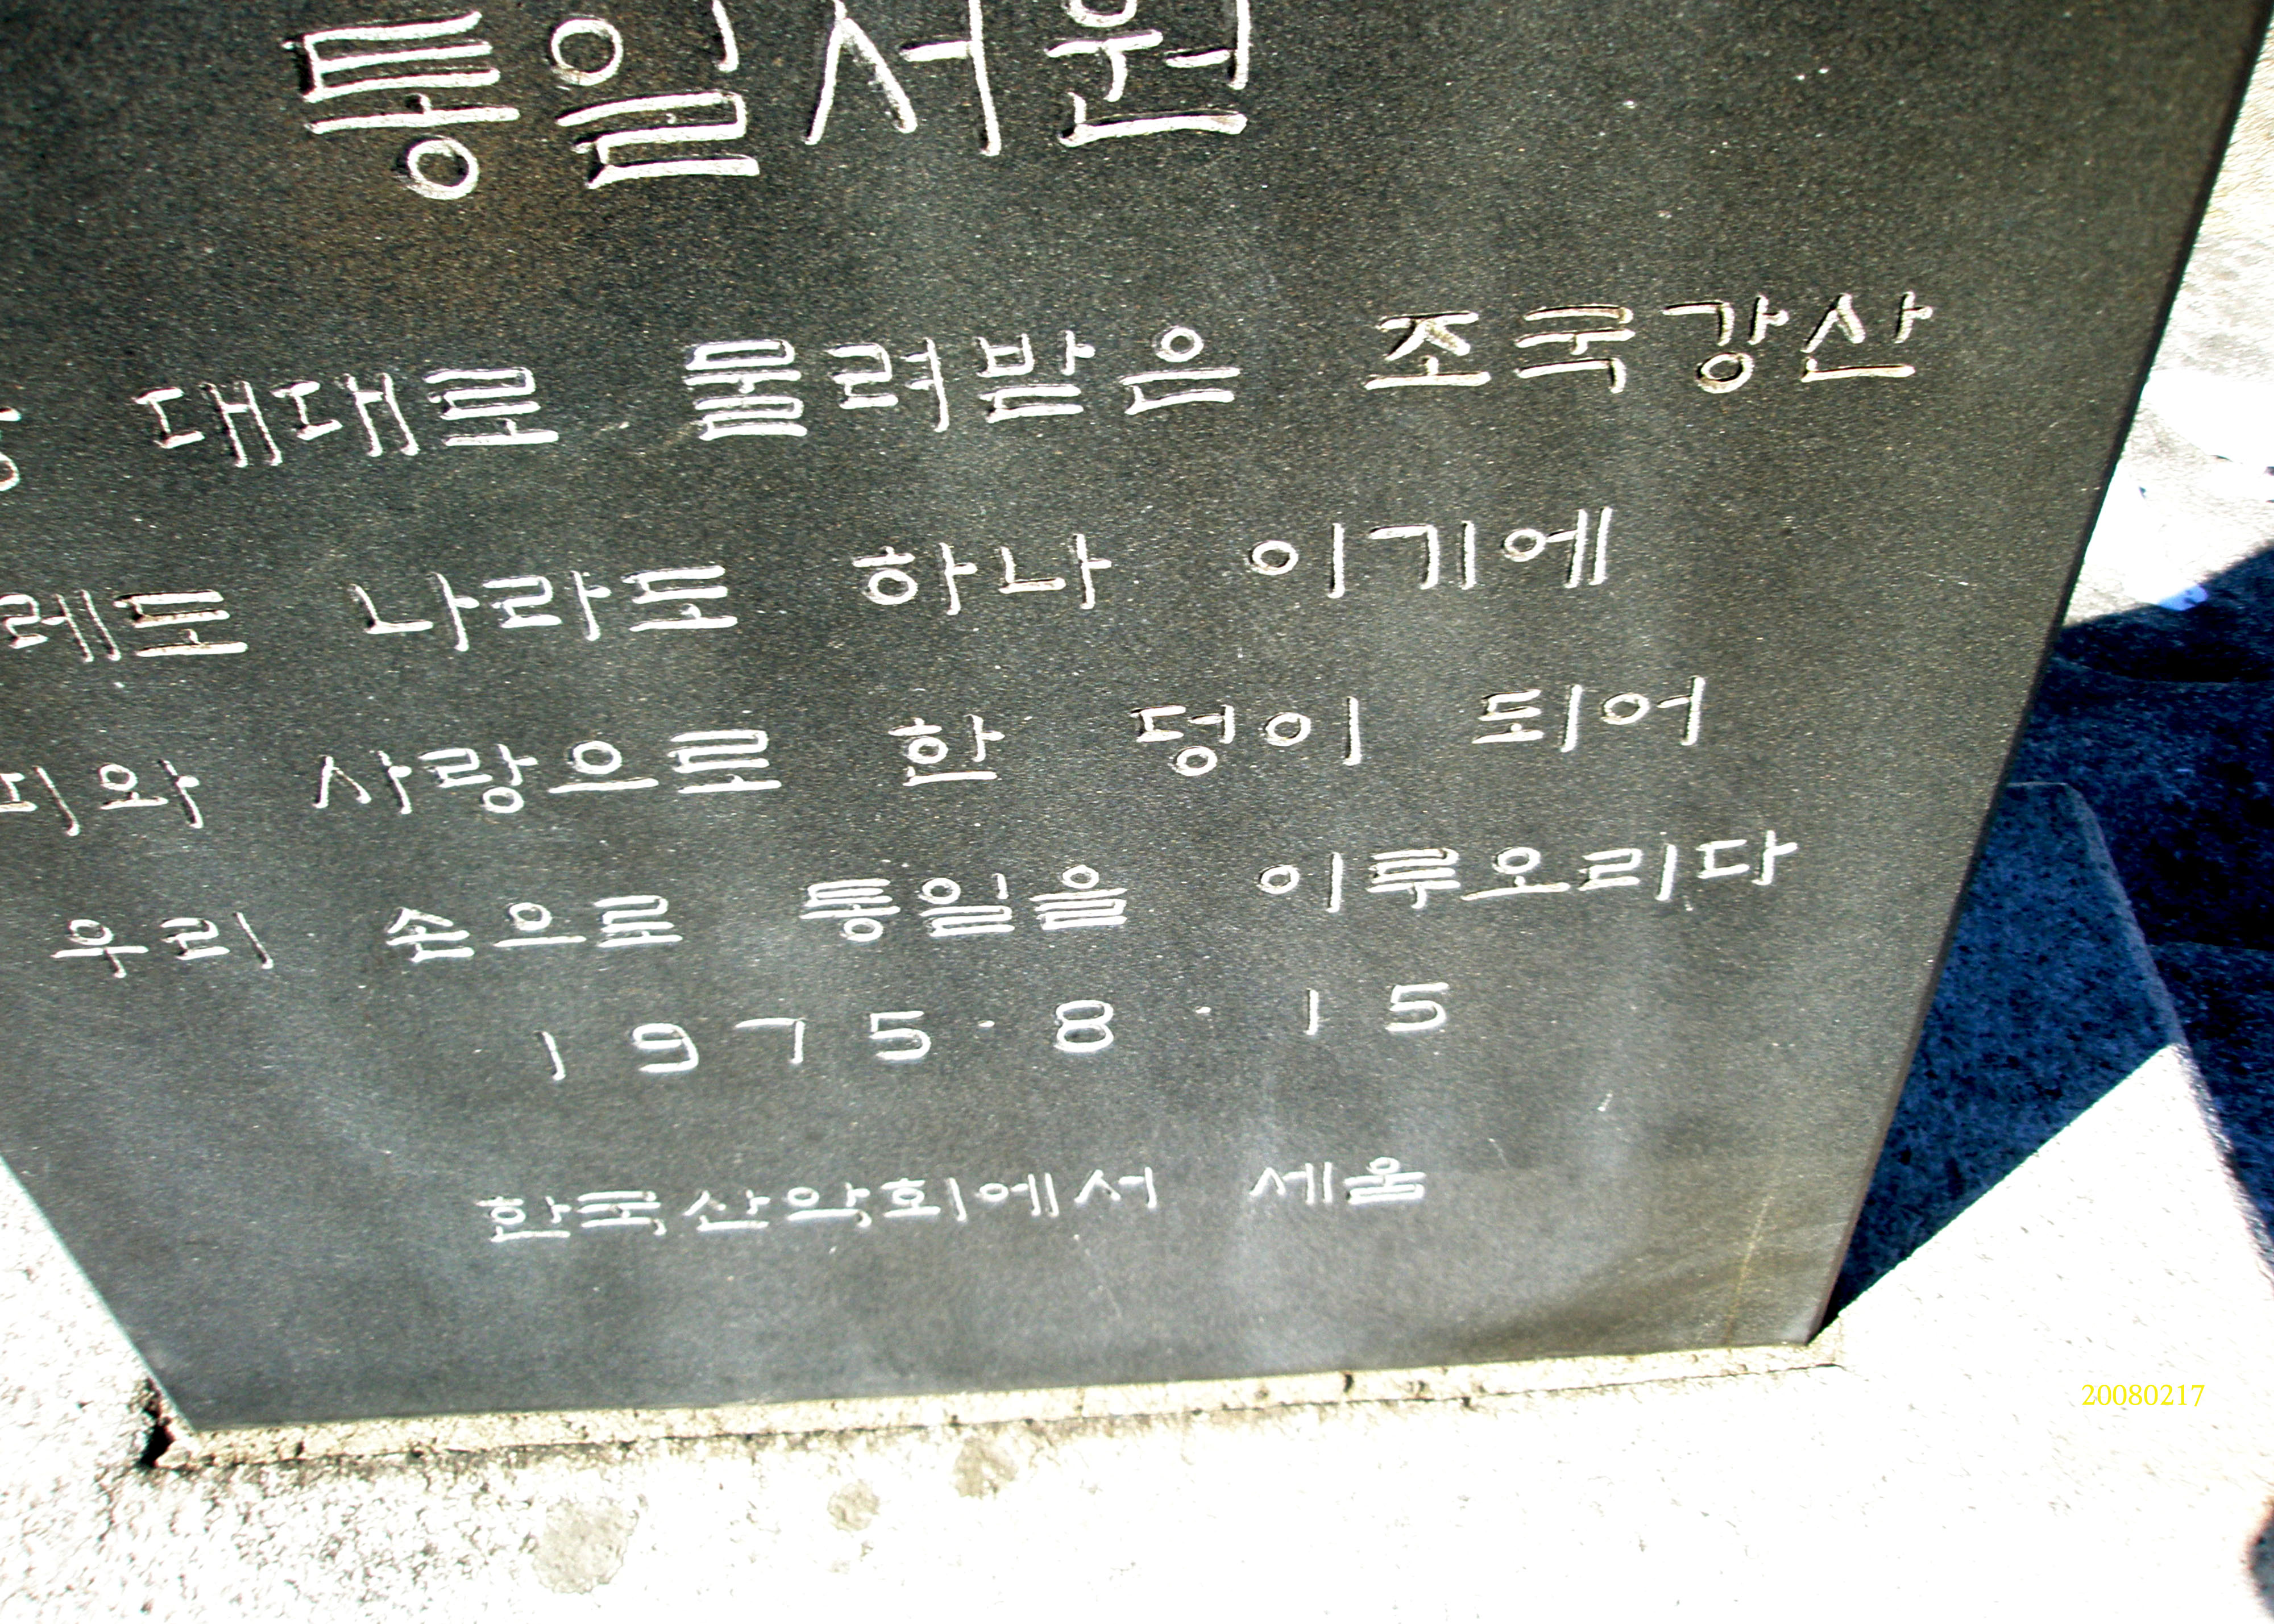 통일서원
대대로 물려받은 조국강산
레도 나라도 하나 이기에
와 사랑으로 한 덩이 되어
우리 손으로 통일을 이루오리다
1975·8·15
한국산악회에서 세움
20080217